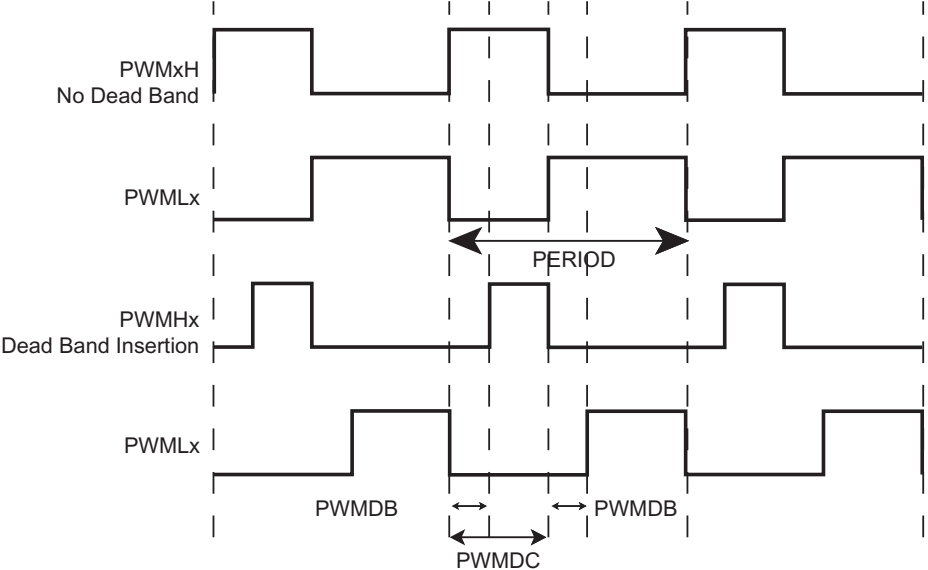 PWMxH
No Dead Band
PWMLx
PERIOD
PWMHx
Dead Band Insertion
PWMLx
PWMDB
PWMDB
PWMDC